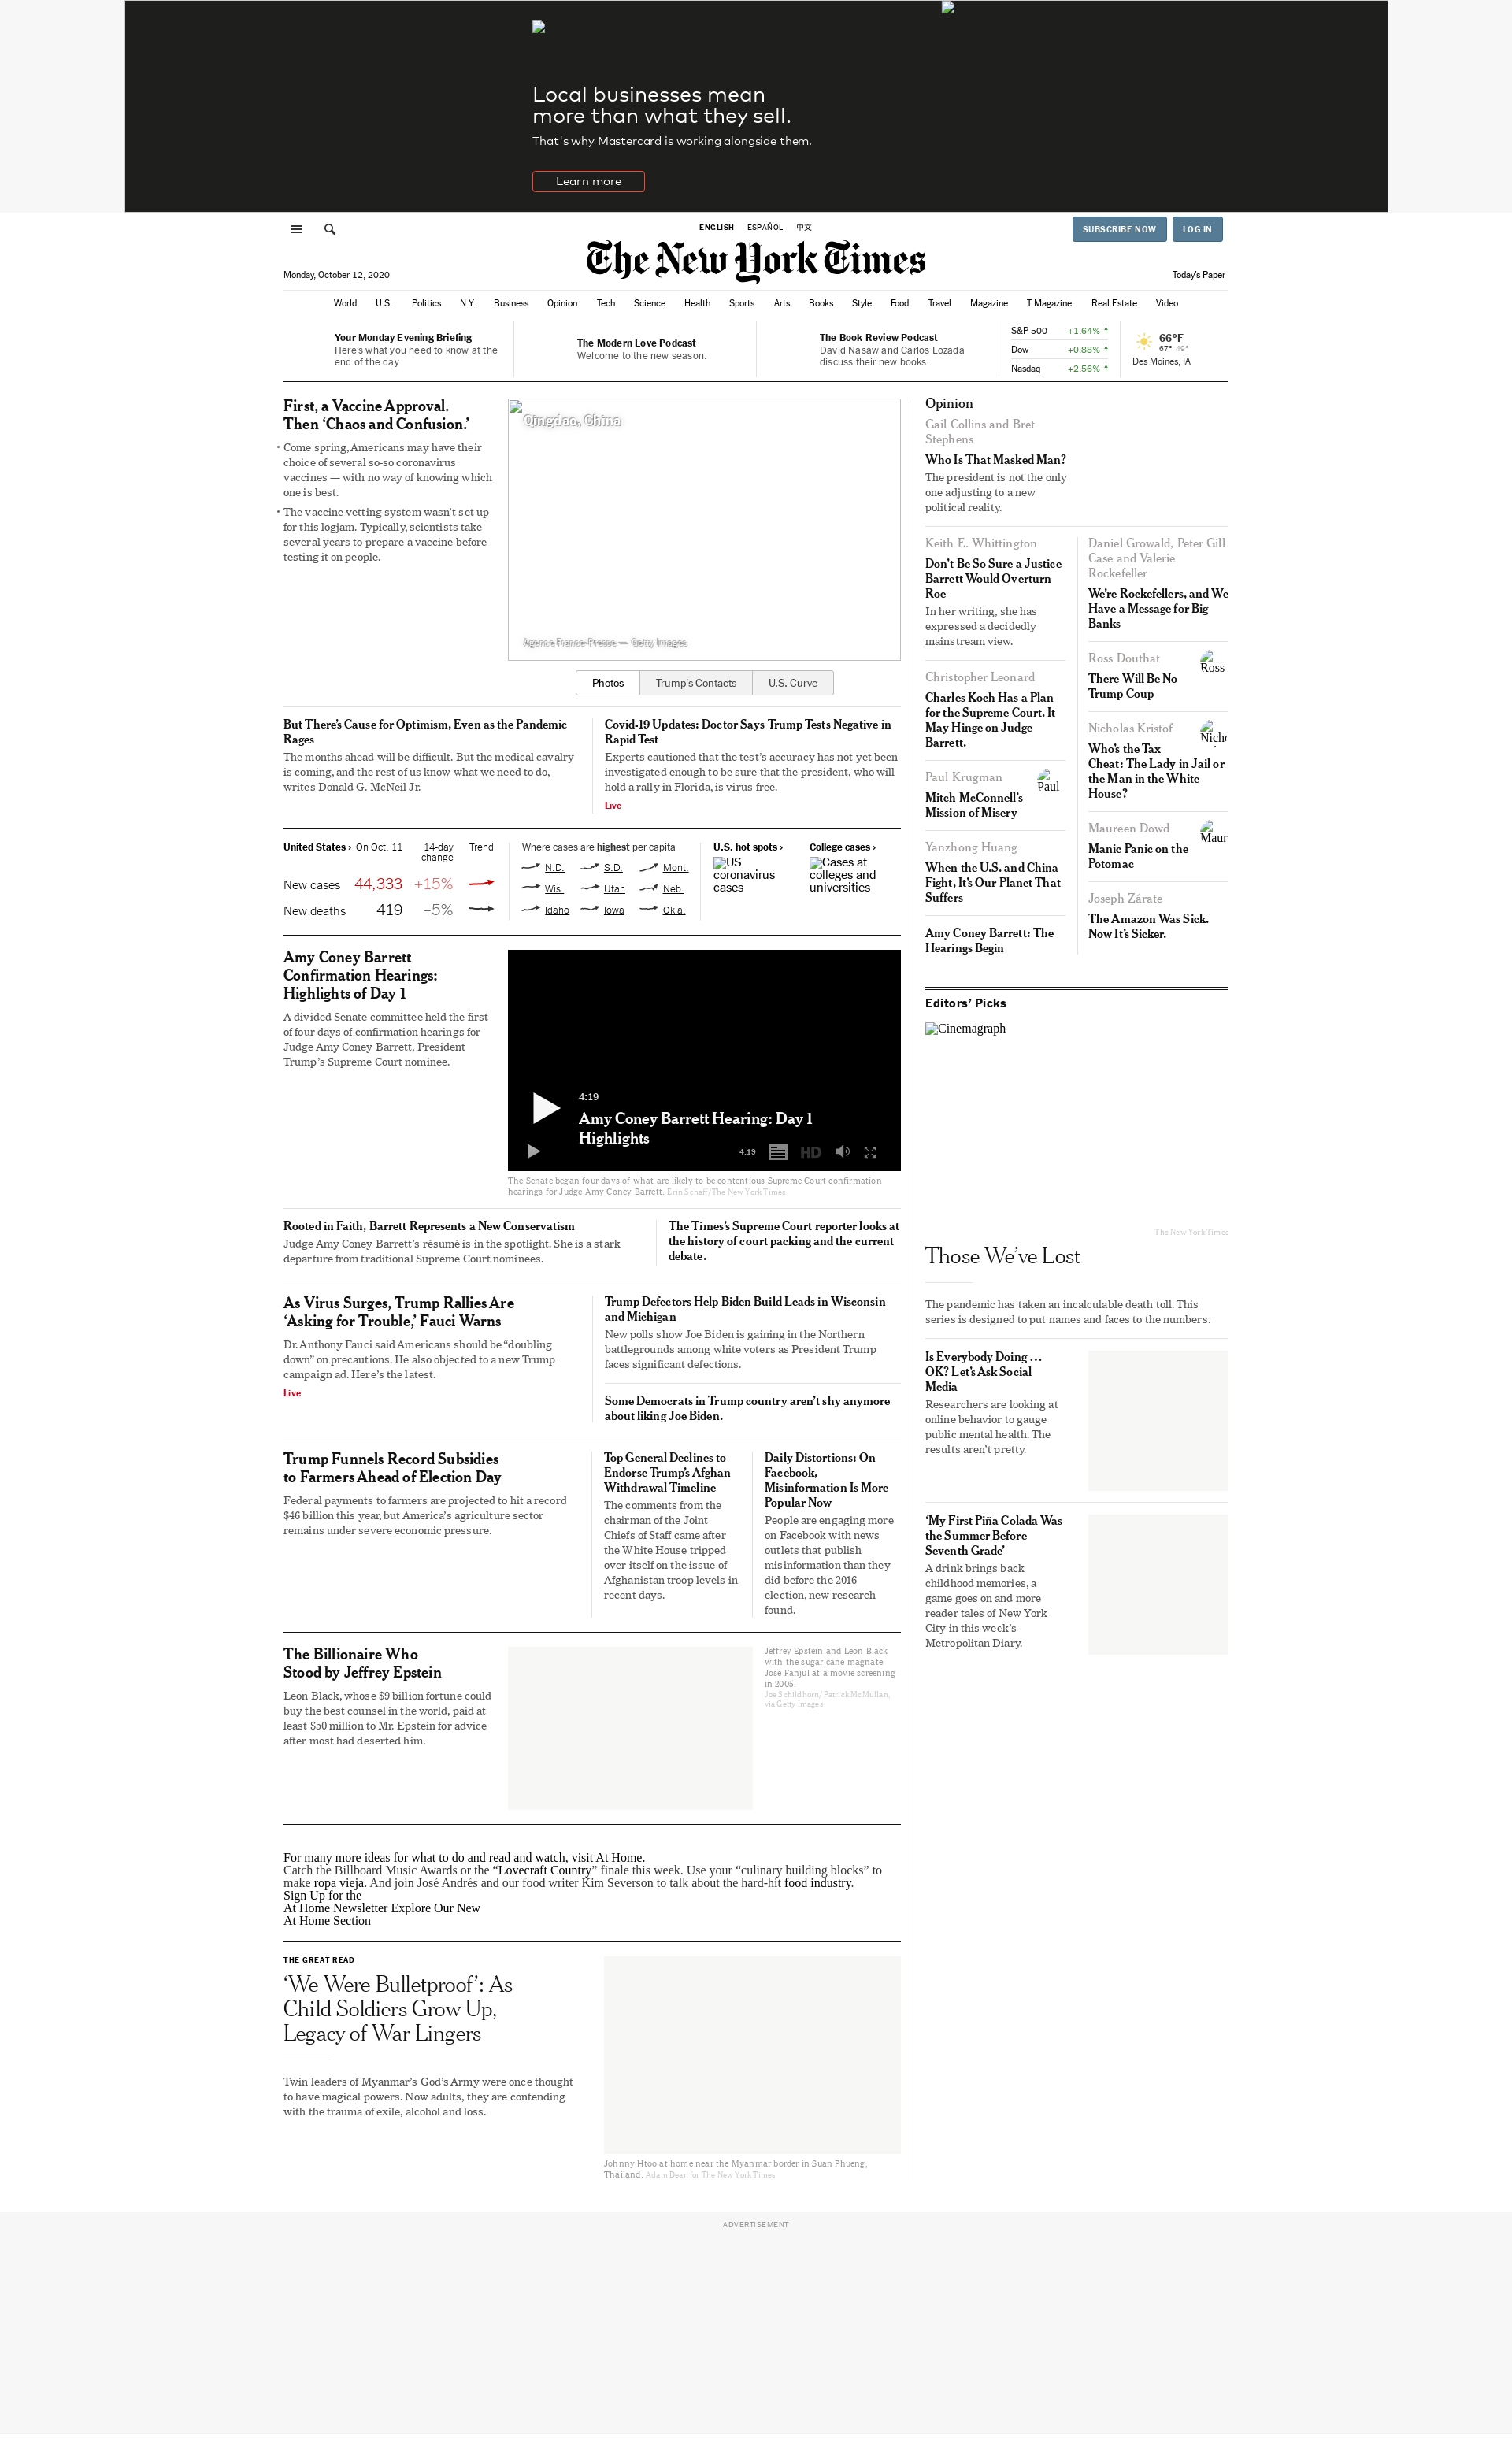 Local businesses mean
more than what they sell.
That's why Mastercard is working alongside them.
Learn more
ENGLISH ESPAÑOL 中文
SUBSCRIBE NOW LOG IN
The New York Times
Monday, October 12, 2020
Today's Paper
World U.S. Politics N.Y. Business Opinion Tech Science Health Sports Arts Books Style Food Travel Magazine T Magazine Real Estate Video
Your Monday Evening Briefing
Here's what you need to know at the
end of the day.
The Modern Love Podcast
Welcome to the new season.
The Book Review Podcast
David Nasaw and Carlos Lozada
discuss their new books.
S&P 500 +1.64% ↑
Dow +0.88% ↑
Nasdaq +2.56% ↑
66°F
67° 49°
Des Moines, IA
First, a Vaccine Approval.
Then ‘Chaos and Confusion.’
• Come spring, Americans may have their
choice of several so-so coronavirus
vaccines — with no way of knowing which
one is best.
• The vaccine vetting system wasn't set up
for this logjam. Typically, scientists take
several years to prepare a vaccine before
testing it on people.
Qingdao, China
Agence France-Presse — Getty Images
Photos Trump's Contacts U.S. Curve
But There's Cause for Optimism, Even as the Pandemic
Rages
The months ahead will be difficult. But the medical cavalry
is coming, and the rest of us know what we need to do,
writes Donald G. McNeil Jr.
Covid-19 Updates: Doctor Says Trump Tests Negative in
Rapid Test
Experts cautioned that the test's accuracy has not yet been
investigated enough to be sure that the president, who will
hold a rally in Florida, is virus-free.
Live
United States › On Oct. 11 14-day
change Trend
New cases 44,333 +15%
New deaths 419 –5%
Where cases are highest per capita
N.D. S.D. Mont.
Wis. Utah Neb.
Idaho Iowa Okla.
U.S. hot spots ›
US
coronavirus
cases
College cases ›
Cases at
colleges and
universities
Amy Coney Barrett
Confirmation Hearings:
Highlights of Day 1
A divided Senate committee held the first
of four days of confirmation hearings for
Judge Amy Coney Barrett, President
Trump's Supreme Court nominee.
4:19
Amy Coney Barrett Hearing: Day 1
Highlights
4:19 HD
The Senate began four days of what are likely to be contentious Supreme Court confirmation
hearings for Judge Amy Coney Barrett. Erin Schaff/The New York Times
Rooted in Faith, Barrett Represents a New Conservatism
Judge Amy Coney Barrett's résumé is in the spotlight. She is a stark
departure from traditional Supreme Court nominees.
The Times's Supreme Court reporter looks at
the history of court packing and the current
debate.
As Virus Surges, Trump Rallies Are
‘Asking for Trouble,’ Fauci Warns
Dr. Anthony Fauci said Americans should be “doubling
down” on precautions. He also objected to a new Trump
campaign ad. Here's the latest.
Live
Trump Defectors Help Biden Build Leads in Wisconsin
and Michigan
New polls show Joe Biden is gaining in the Northern
battlegrounds among white voters as President Trump
faces significant defections.
Some Democrats in Trump country aren't shy anymore
about liking Joe Biden.
Trump Funnels Record Subsidies
to Farmers Ahead of Election Day
Federal payments to farmers are projected to hit a record
$46 billion this year, but America's agriculture sector
remains under severe economic pressure.
Top General Declines to
Endorse Trump's Afghan
Withdrawal Timeline
The comments from the
chairman of the Joint
Chiefs of Staff came after
the White House tripped
over itself on the issue of
Afghanistan troop levels in
recent days.
Daily Distortions: On
Facebook,
Misinformation Is More
Popular Now
People are engaging more
on Facebook with news
outlets that publish
misinformation than they
did before the 2016
election, new research
found.
The Billionaire Who
Stood by Jeffrey Epstein
Leon Black, whose $9 billion fortune could
buy the best counsel in the world, paid at
least $50 million to Mr. Epstein for advice
after most had deserted him.
Jeffrey Epstein and Leon Black
with the sugar-cane magnate
José Fanjul at a movie screening
in 2005.
Joe Schildhorn/Patrick McMullan,
via Getty Images
For many more ideas for what to do and read and watch, visit At Home.
Catch the Billboard Music Awards or the “Lovecraft Country” finale this week. Use your “culinary building blocks” to
make ropa vieja. And join José Andrés and our food writer Kim Severson to talk about the hard-hit food industry.
Sign Up for the
At Home Newsletter Explore Our New
At Home Section
THE GREAT READ
‘We Were Bulletproof’: As
Child Soldiers Grow Up,
Legacy of War Lingers
Twin leaders of Myanmar's God's Army were once thought
to have magical powers. Now adults, they are contending
with the trauma of exile, alcohol and loss.
Johnny Htoo at home near the Myanmar border in Suan Phueng,
Thailand. Adam Dean for The New York Times
Opinion
Gail Collins and Bret
Stephens
Who Is That Masked Man?
The president is not the only
one adjusting to a new
political reality.
Keith E. Whittington
Don't Be So Sure a Justice
Barrett Would Overturn
Roe
In her writing, she has
expressed a decidedly
mainstream view.
Christopher Leonard
Charles Koch Has a Plan
for the Supreme Court. It
May Hinge on Judge
Barrett.
Paul Krugman
Paul
Mitch McConnell's
Mission of Misery
Yanzhong Huang
When the U.S. and China
Fight, It's Our Planet That
Suffers
Amy Coney Barrett: The
Hearings Begin
Daniel Growald, Peter Gill
Case and Valerie
Rockefeller
We're Rockefellers, and We
Have a Message for Big
Banks
Ross Douthat
Ross
There Will Be No
Trump Coup
Nicholas Kristof
Nicho
Who's the Tax
Cheat: The Lady in Jail or
the Man in the White
House?
Maureen Dowd
Maur
Manic Panic on the
Potomac
Joseph Zárate
The Amazon Was Sick.
Now It's Sicker.
Editors' Picks
Cinemagraph
The New York Times
Those We've Lost
The pandemic has taken an incalculable death toll. This
series is designed to put names and faces to the numbers.
Is Everybody Doing …
OK? Let's Ask Social
Media
Researchers are looking at
online behavior to gauge
public mental health. The
results aren't pretty.
‘My First Piña Colada Was
the Summer Before
Seventh Grade’
A drink brings back
childhood memories, a
game goes on and more
reader tales of New York
City in this week's
Metropolitan Diary.
ADVERTISEMENT